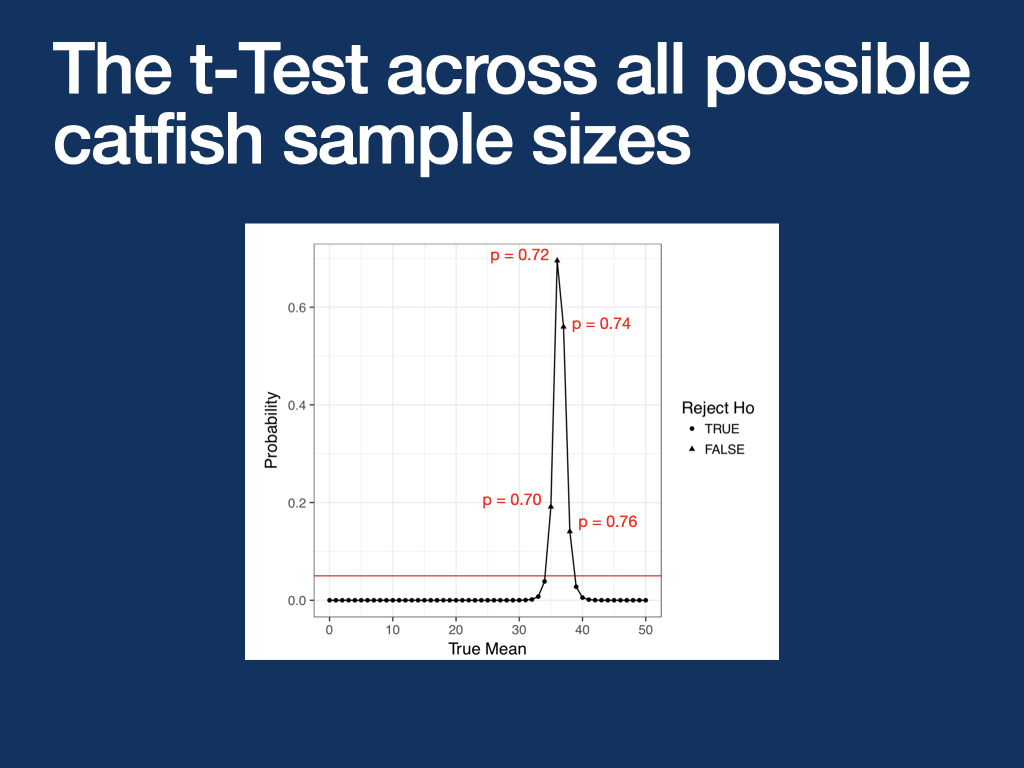 The t-Test across all possible
catfish sample sizes
p = 0.72
p = 0.74
p = 0.70
p = 0.76
0.6
0.4
0.2
0.0
Probability
0 10 20 30 40 50
True Mean
Reject Ho
TRUE
FALSE